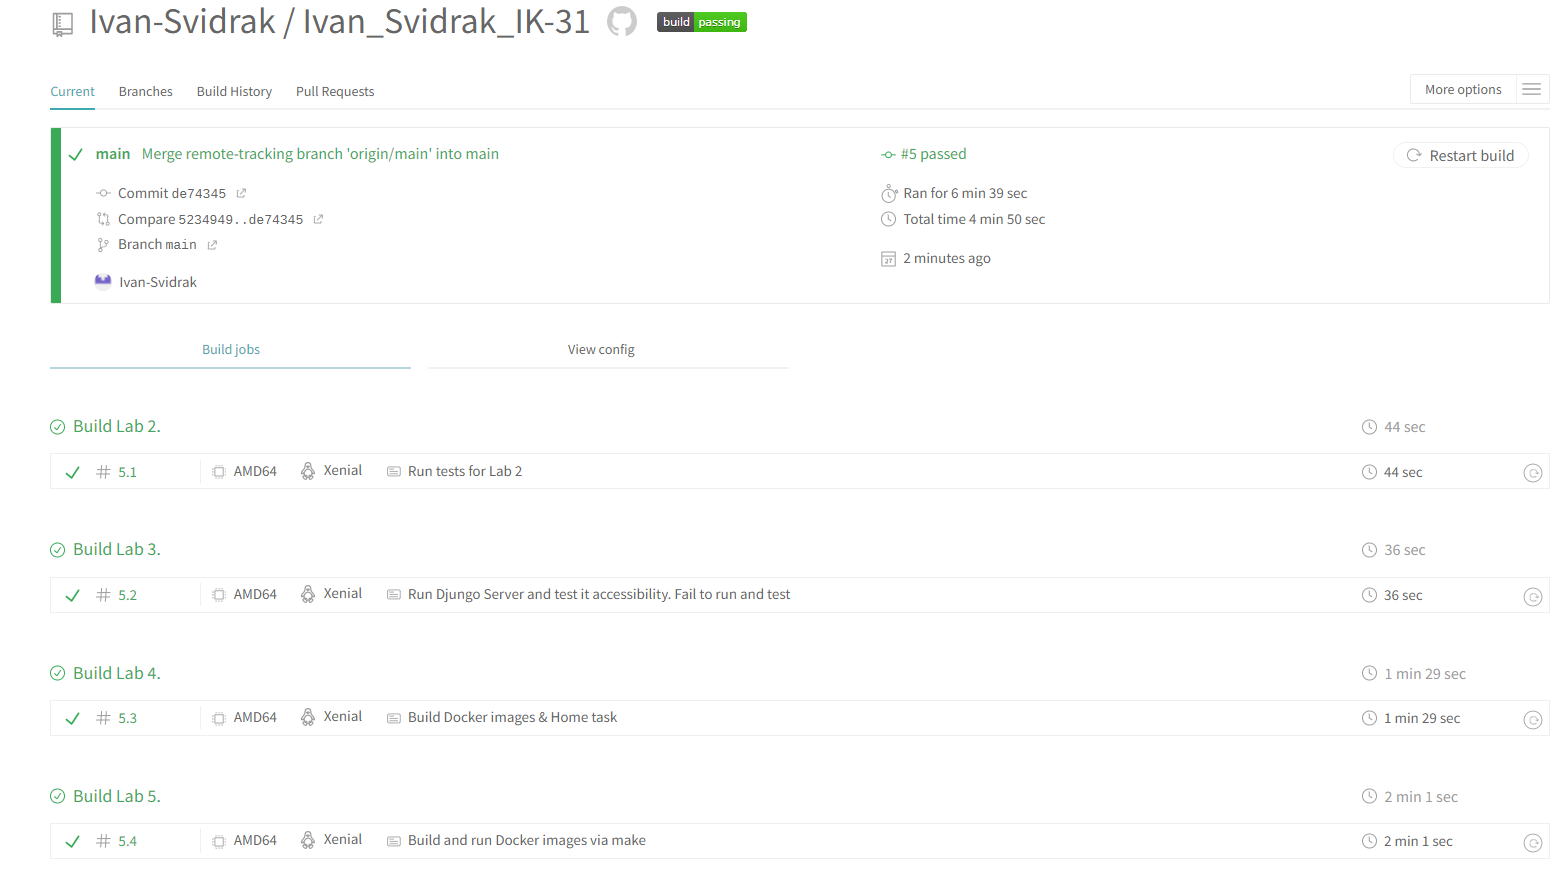 Ivan-Svidrak / Ivan_Svidrak_IK-31 build passing
Current Branches Build History Pull Requests More options
main Merge remote-tracking branch 'origin/main' into main
Commit de74345
Compare 5234949..de74345
Branch main
Ivan-Svidrak
#5 passed
Ran for 6 min 39 sec
Total time 4 min 50 sec
27
2 minutes ago
Restart build
Build jobs View config
Build Lab 2. 44 sec
# 5.1 AMD64 Xenial Run tests for Lab 2 44 sec
Build Lab 3. 36 sec
# 5.2 AMD64 Xenial Run Djungo Server and test it accessibility. Fail to run and test 36 sec
Build Lab 4. 1 min 29 sec
# 5.3 AMD64 Xenial Build Docker images & Home task 1 min 29 sec
Build Lab 5. 2 min 1 sec
# 5.4 AMD64 Xenial Build and run Docker images via make 2 min 1 sec